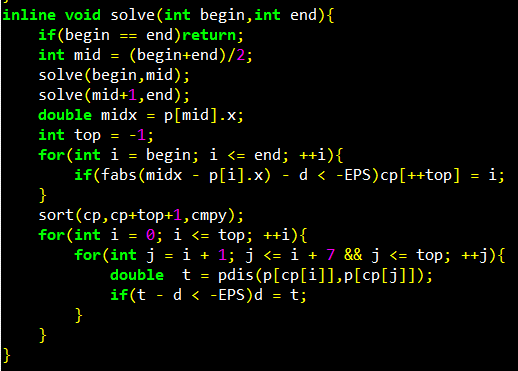 inline void solve(int begin,int end){
    if(begin == end)return;
    int mid = (begin+end)/2;
    solve(begin,mid);
    solve(mid+1,end);
    double midx = p[mid].x;
    int top = -1;
    for(int i = begin; i <= end; ++i){
        if(fabs(midx - p[i].x) - d < -EPS)cp[++top] = i;
    }
    sort(cp,cp+top+1,cmpy);
    for(int i = 0; i <= top; ++i){
        for(int j = i + 1; j <= i + 7 && j <= top; ++j){
            double  t = pdis(p[cp[i]],p[cp[j]]);
            if(t - d < -EPS)d = t;
        }
    }
}